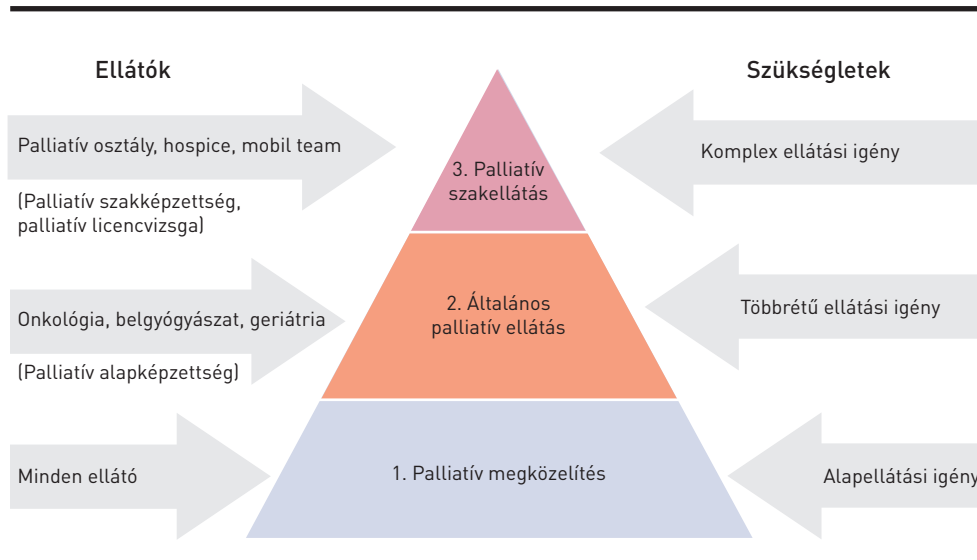 Ellátók
Szükségletek
Palliatív osztály, hospice, mobil team
(Palliatív szakképzettség,
palliatív licencvizsga)
3. Palliatív
szakellátás
Komplex ellátási igény
Onkológia, belgyógyászat, geriátria
(Palliatív alapképzettség)
2. Általános
palliatív ellátás
Többrétű ellátási igény
Minden ellátó
1. Palliatív megközelítés
Alapellátási igény